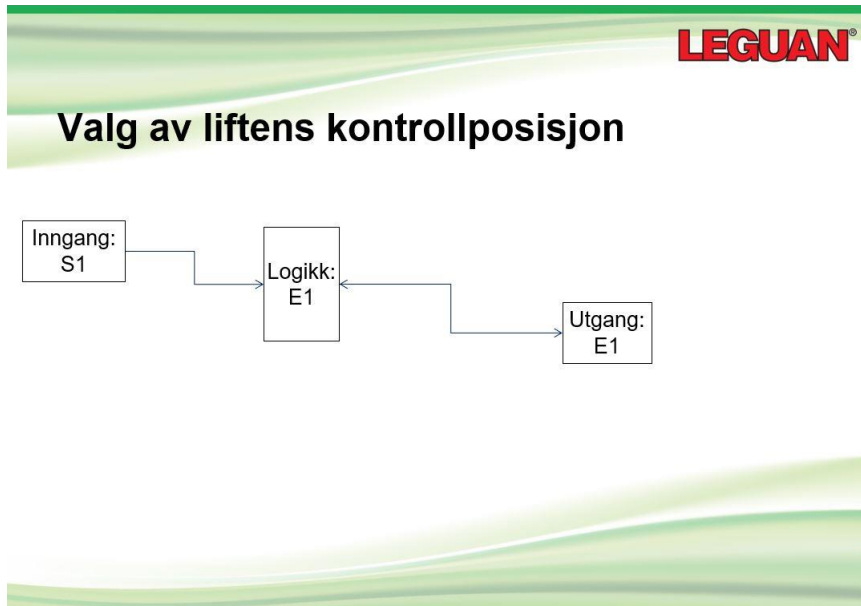 LEGUAN®
Valg av liftens kontrollposisjon
Inngang:
S1
Logikk:
E1
Utgang:
E1